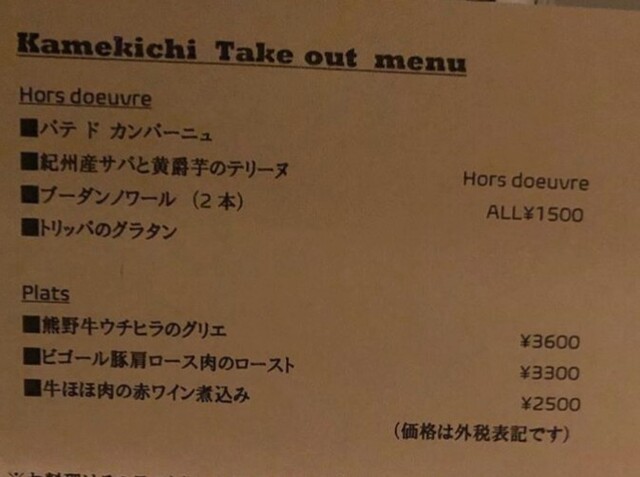 Kamekichi Take out menu
Hors doeuvre
■パテ ド カンパーニュ
■紀州産サバと黄爵芋のテリーヌ
■ブーダンノワール （2本）
■トリッパのグラタン
Hors doeuvre
ALL¥1500
Plats
■熊野牛ウチヒラのグリエ ¥3600
■ビゴール豚肩ロース肉のロースト ¥3300
■牛ほほ肉の赤ワイン煮込み ¥2500
（価格は外税表記です）